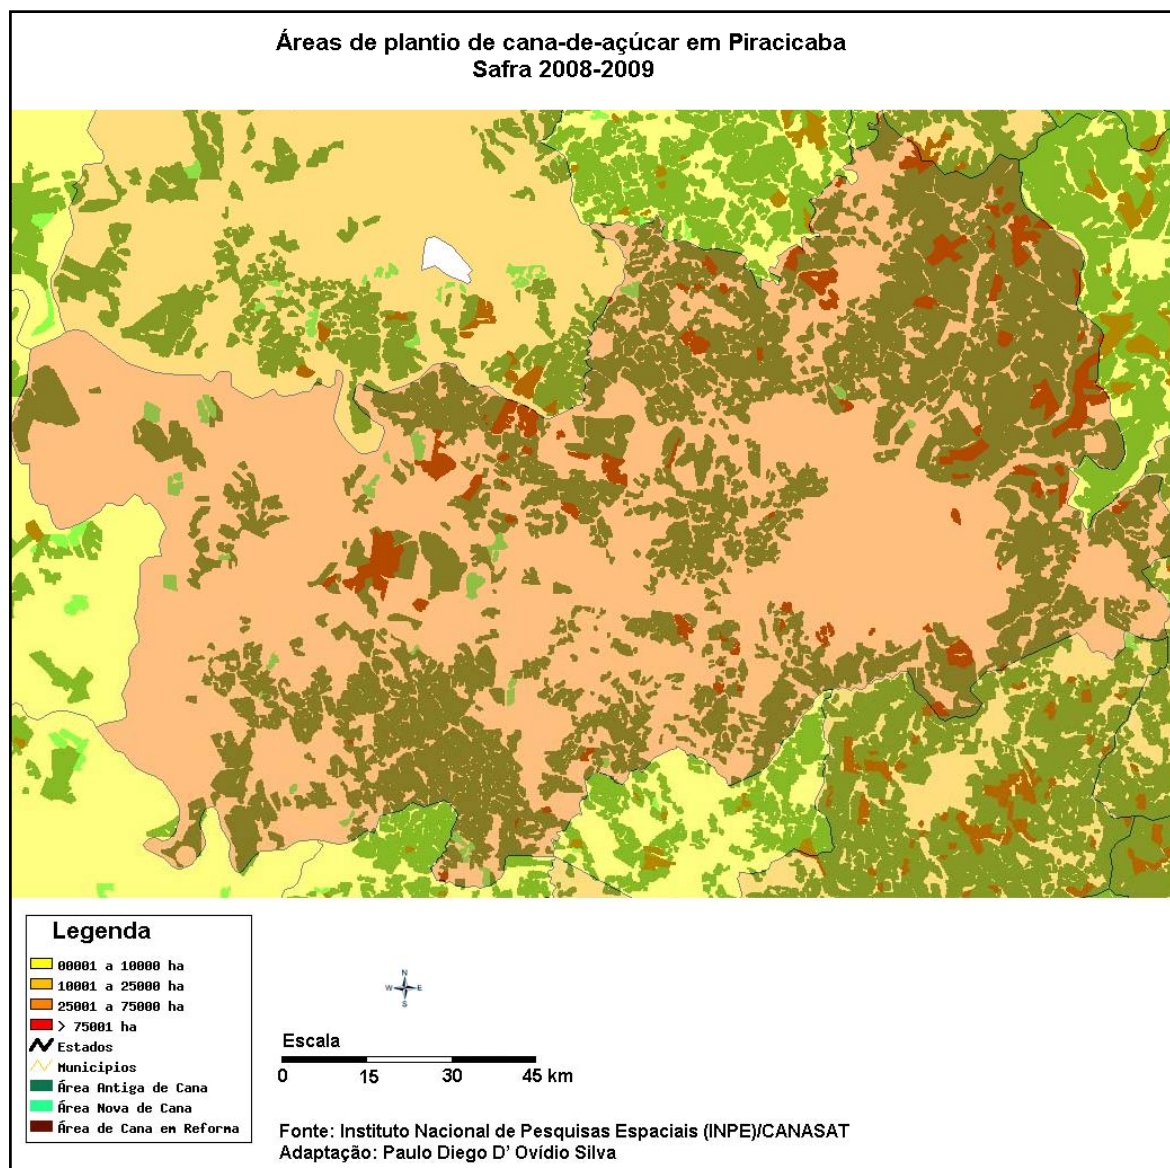 Áreas de plantio de cana-de-açúcar em Piracicaba
Safra 2008-2009
Legenda
00001 a 10000 ha
10001 a 25000 ha
25001 a 75000 ha
> 75001 ha
Estados
Municipios
Área Antiga de Cana
Área Nova de Cana
Área de Cana em Reforma
N
W E
S
Escala
0 15 30 45 km
Fonte: Instituto Nacional de Pesquisas Espaciais (INPE)/CANASAT
Adaptação: Paulo Diego D' Ovídio Silva